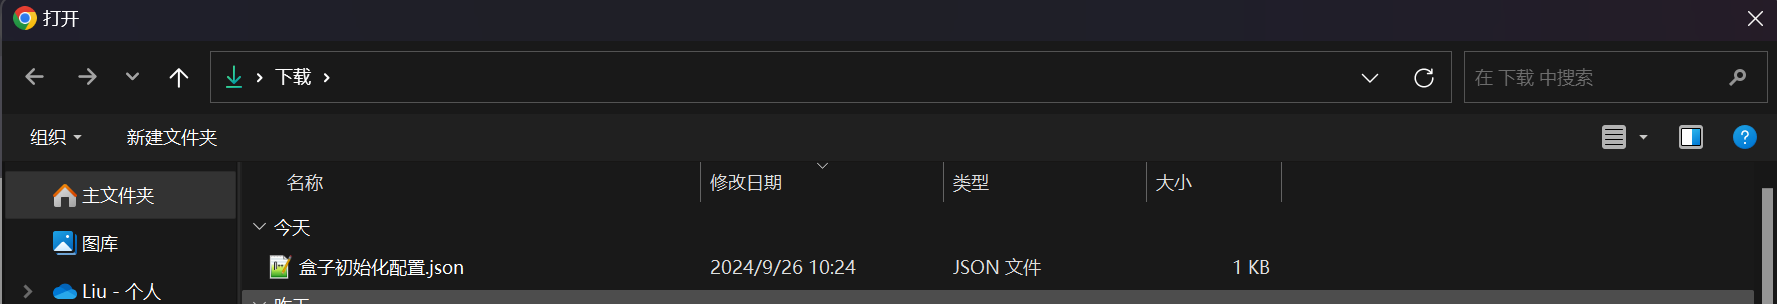 打开
下载
在 下载 中搜索
组织
新建文件夹
主文件夹
图库
Liu - 个人
名称 修改日期 类型 大小
今天
盒子初始化配置.json 2024/9/26 10:24 JSON 文件 1 KB